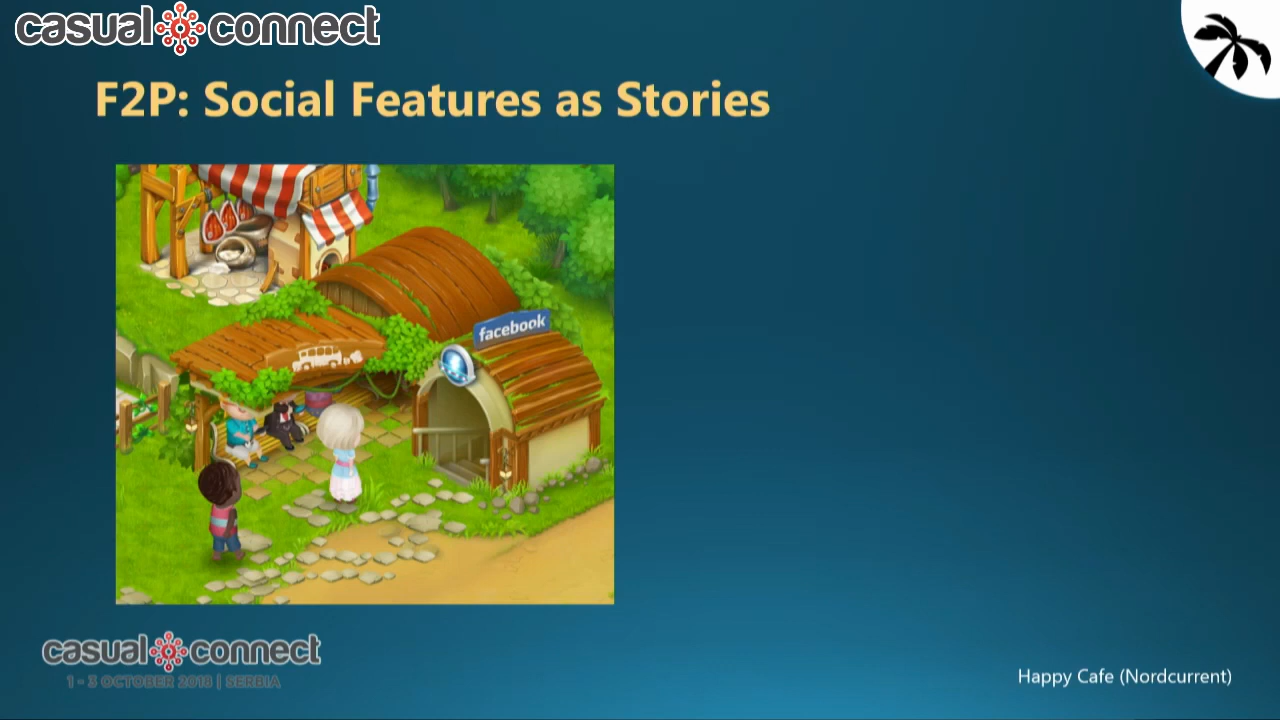 casual connect
F2P: Social Features as Stories
facebook
casual connect
1 - 3 OCTOBER 2018 | SERBIA
Happy Cafe (Nordcurrent)